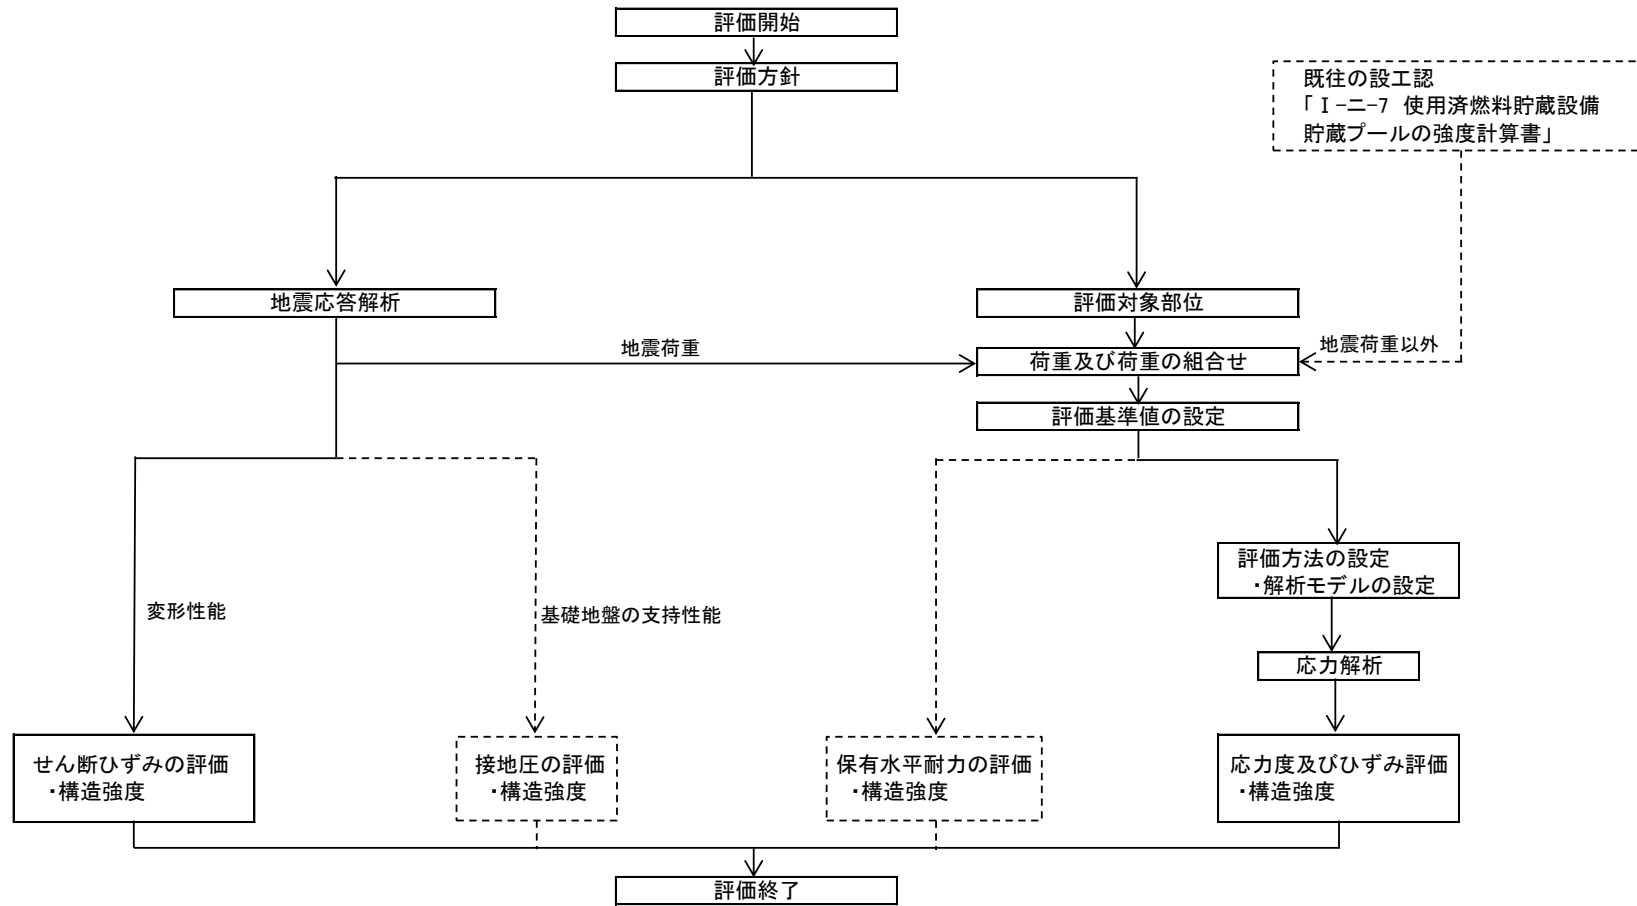 評価開始
評価方針
既往の設工認
「Ⅰ-ニ-7 使用済燃料貯蔵設備
貯蔵プールの強度計算書」
地震応答解析
評価対象部位
地震荷重
荷重及び荷重の組合せ
地震荷重以外
評価基準値の設定
評価方法の設定
・解析モデルの設定
変形性能
基礎地盤の支持性能
応力解析
せん断ひずみの評価
・構造強度
接地圧の評価
・構造強度
保有水平耐力の評価
・構造強度
応力度及びひずみ評価
・構造強度
評価終了